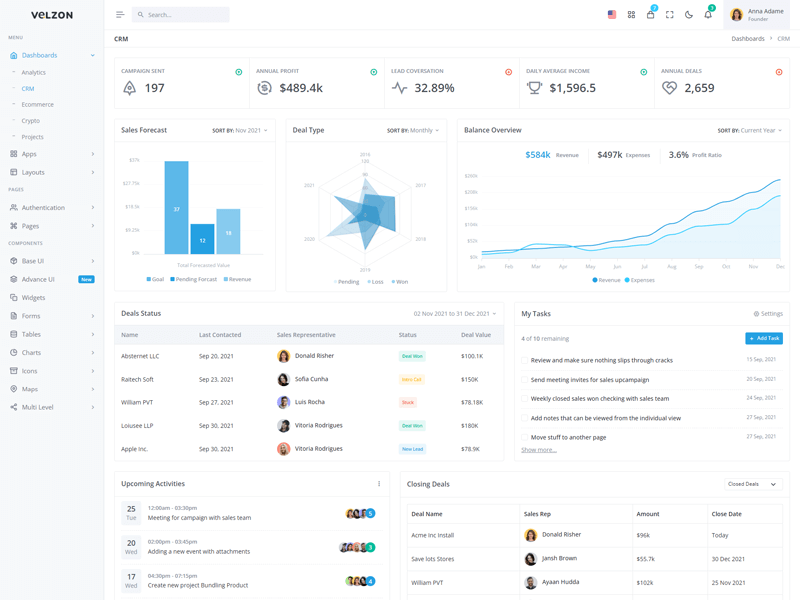 VELZON
Search...
2
3
Anna Adame
Founder
MENU
Dashboards
Analytics
CRM
Ecommerce
Crypto
Projects
Apps
Layouts
PAGES
Authentication
Pages
COMPONENTS
Base UI
Advance UI New
Widgets
Forms
Tables
Charts
Icons
Maps
Multi Level
CRM
Dashboards > CRM
CAMPAIGN SENT
197
ANNUAL PROFIT
$489.4k
LEAD COVERSATION
32.89%
DAILY AVERAGE INCOME
$1,596.5
ANNUAL DEALS
2,659
Sales Forecast SORT BY: Nov 2021
$37k
$27.75k
$18.5k
$9.25k
$0k
37
12
18
Total Forecasted Value
Goal Pending Forcast Revenue
Deal Type SORT BY: Monthly
2016
120
2017
2018
2019
2020
2021
Pending Loss Won
Balance Overview SORT BY: Current Year
$584k Revenue $497k Expenses 3.6% Profit Ratio
$260k
$208k
$156k
$104k
$52k
$0k
Jan Feb Mar Apr May Jun Jul Aug Sep Oct Nov Dec
Revenue Expenses
Deals Status 02 Nov 2021 to 31 Dec 2021
Name Last Contacted Sales Representative Status Deal Value
Absternet LLC Sep 20, 2021 Donald Risher Deal Won $100.1K
Raitech Soft Sep 23, 2021 Sofia Cunha Intro Call $150K
William PVT Sep 27, 2021 Luis Rocha Stuck $78.18K
Loiusee LLP Sep 30, 2021 Vitoria Rodrigues Deal Won $180K
Apple Inc. Sep 30, 2021 Vitoria Rodrigues New Lead $78.9K
My Tasks Settings
4 of 10 remaining + Add Task
Review and make sure nothing slips through cracks 15 Sep, 2021
Send meeting invites for sales upcampaign 20 Sep, 2021
Weekly closed sales won checking with sales team 24 Sep, 2021
Add notes that can be viewed from the individual view 27 Sep, 2021
Move stuff to another page 27 Sep, 2021
Show more...
Upcoming Activities
25 Tue
12:00am - 03:30pm
Meeting for campaign with sales team
5
20 Wed
02:00pm - 03:45pm
Adding a new event with attachments
3
17 Wed
04:30pm - 07:15pm
Create new project Bundling Product
4
Closing Deals Closed Deals
Deal Name Sales Rep Amount Close Date
Acme Inc Install Donald Risher $96k Today
Save lots Stores Jansh Brown $55.7k 30 Dec 2021
William PVT Ayaan Hudda $102k 25 Nov 2021